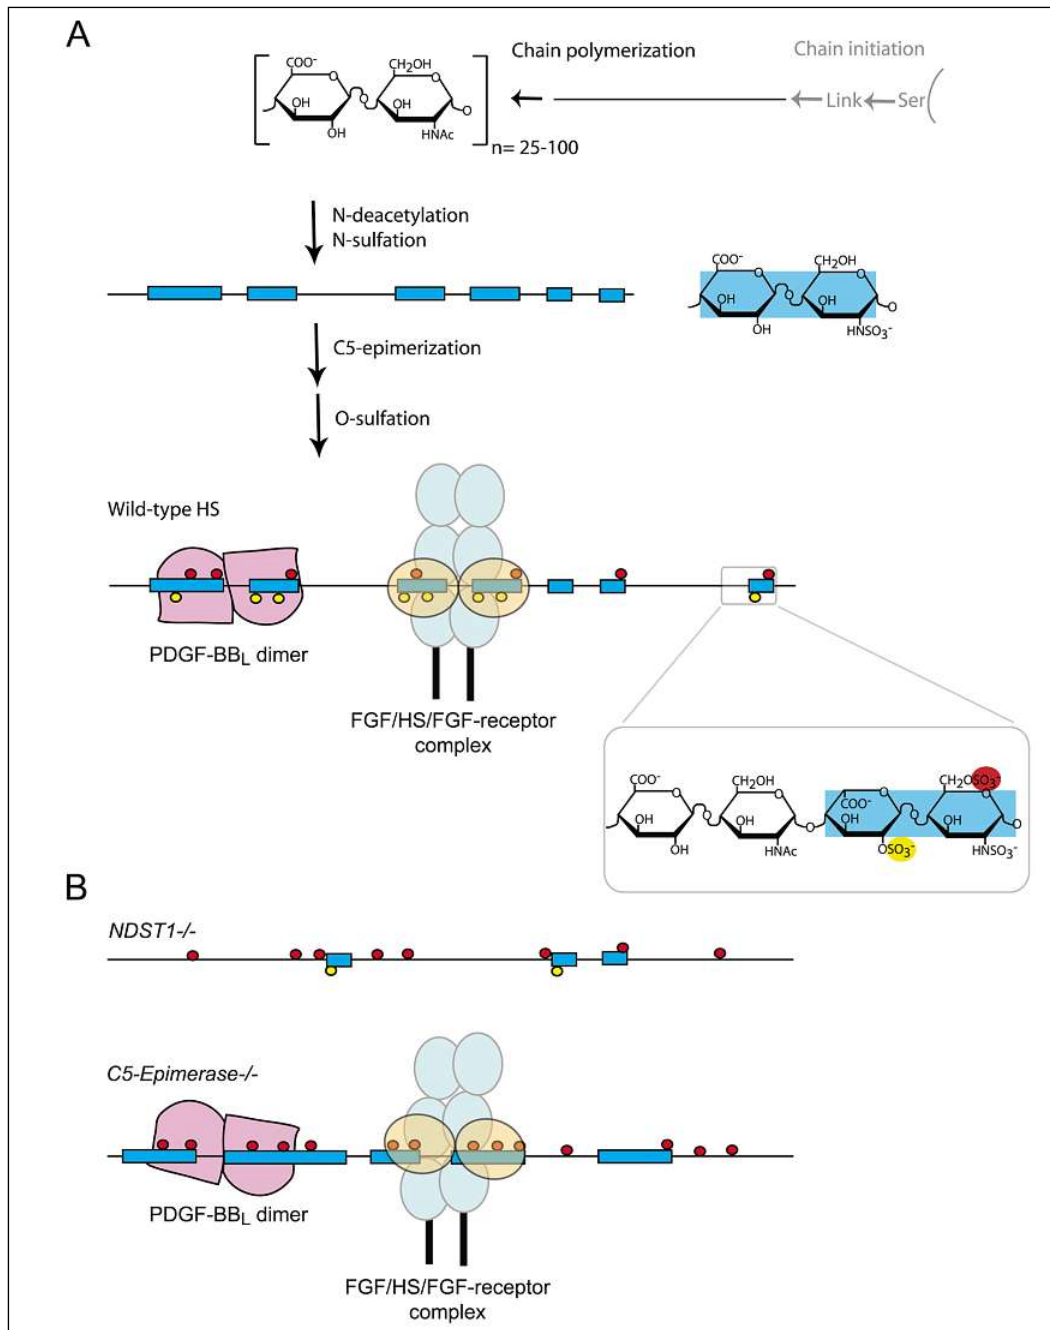 A
Chain polymerization
Chain initiation
COO⁻
CH₂OH
O
O
O
O
OH
OH
OH
HNAc
n= 25-100
Link
Ser
N-deacetylation
N-sulfation
COO⁻
CH₂OH
O
O
O
O
OH
OH
OH
HNSO₃⁻
C5-epimerization
O-sulfation
Wild-type HS
PDGF-BB_L dimer
FGF/HS/FGF-receptor
complex
COO⁻
CH₂OH
CH₂OSO₃⁻
O
O
O
O
O
COO⁻
O
O
O
OH
OH
OH
OH
OH
HNAc
OSO₃⁻
HNSO₃⁻
B
NDST1-/-
C5-Epimerase-/-
PDGF-BB_L dimer
FGF/HS/FGF-receptor
complex